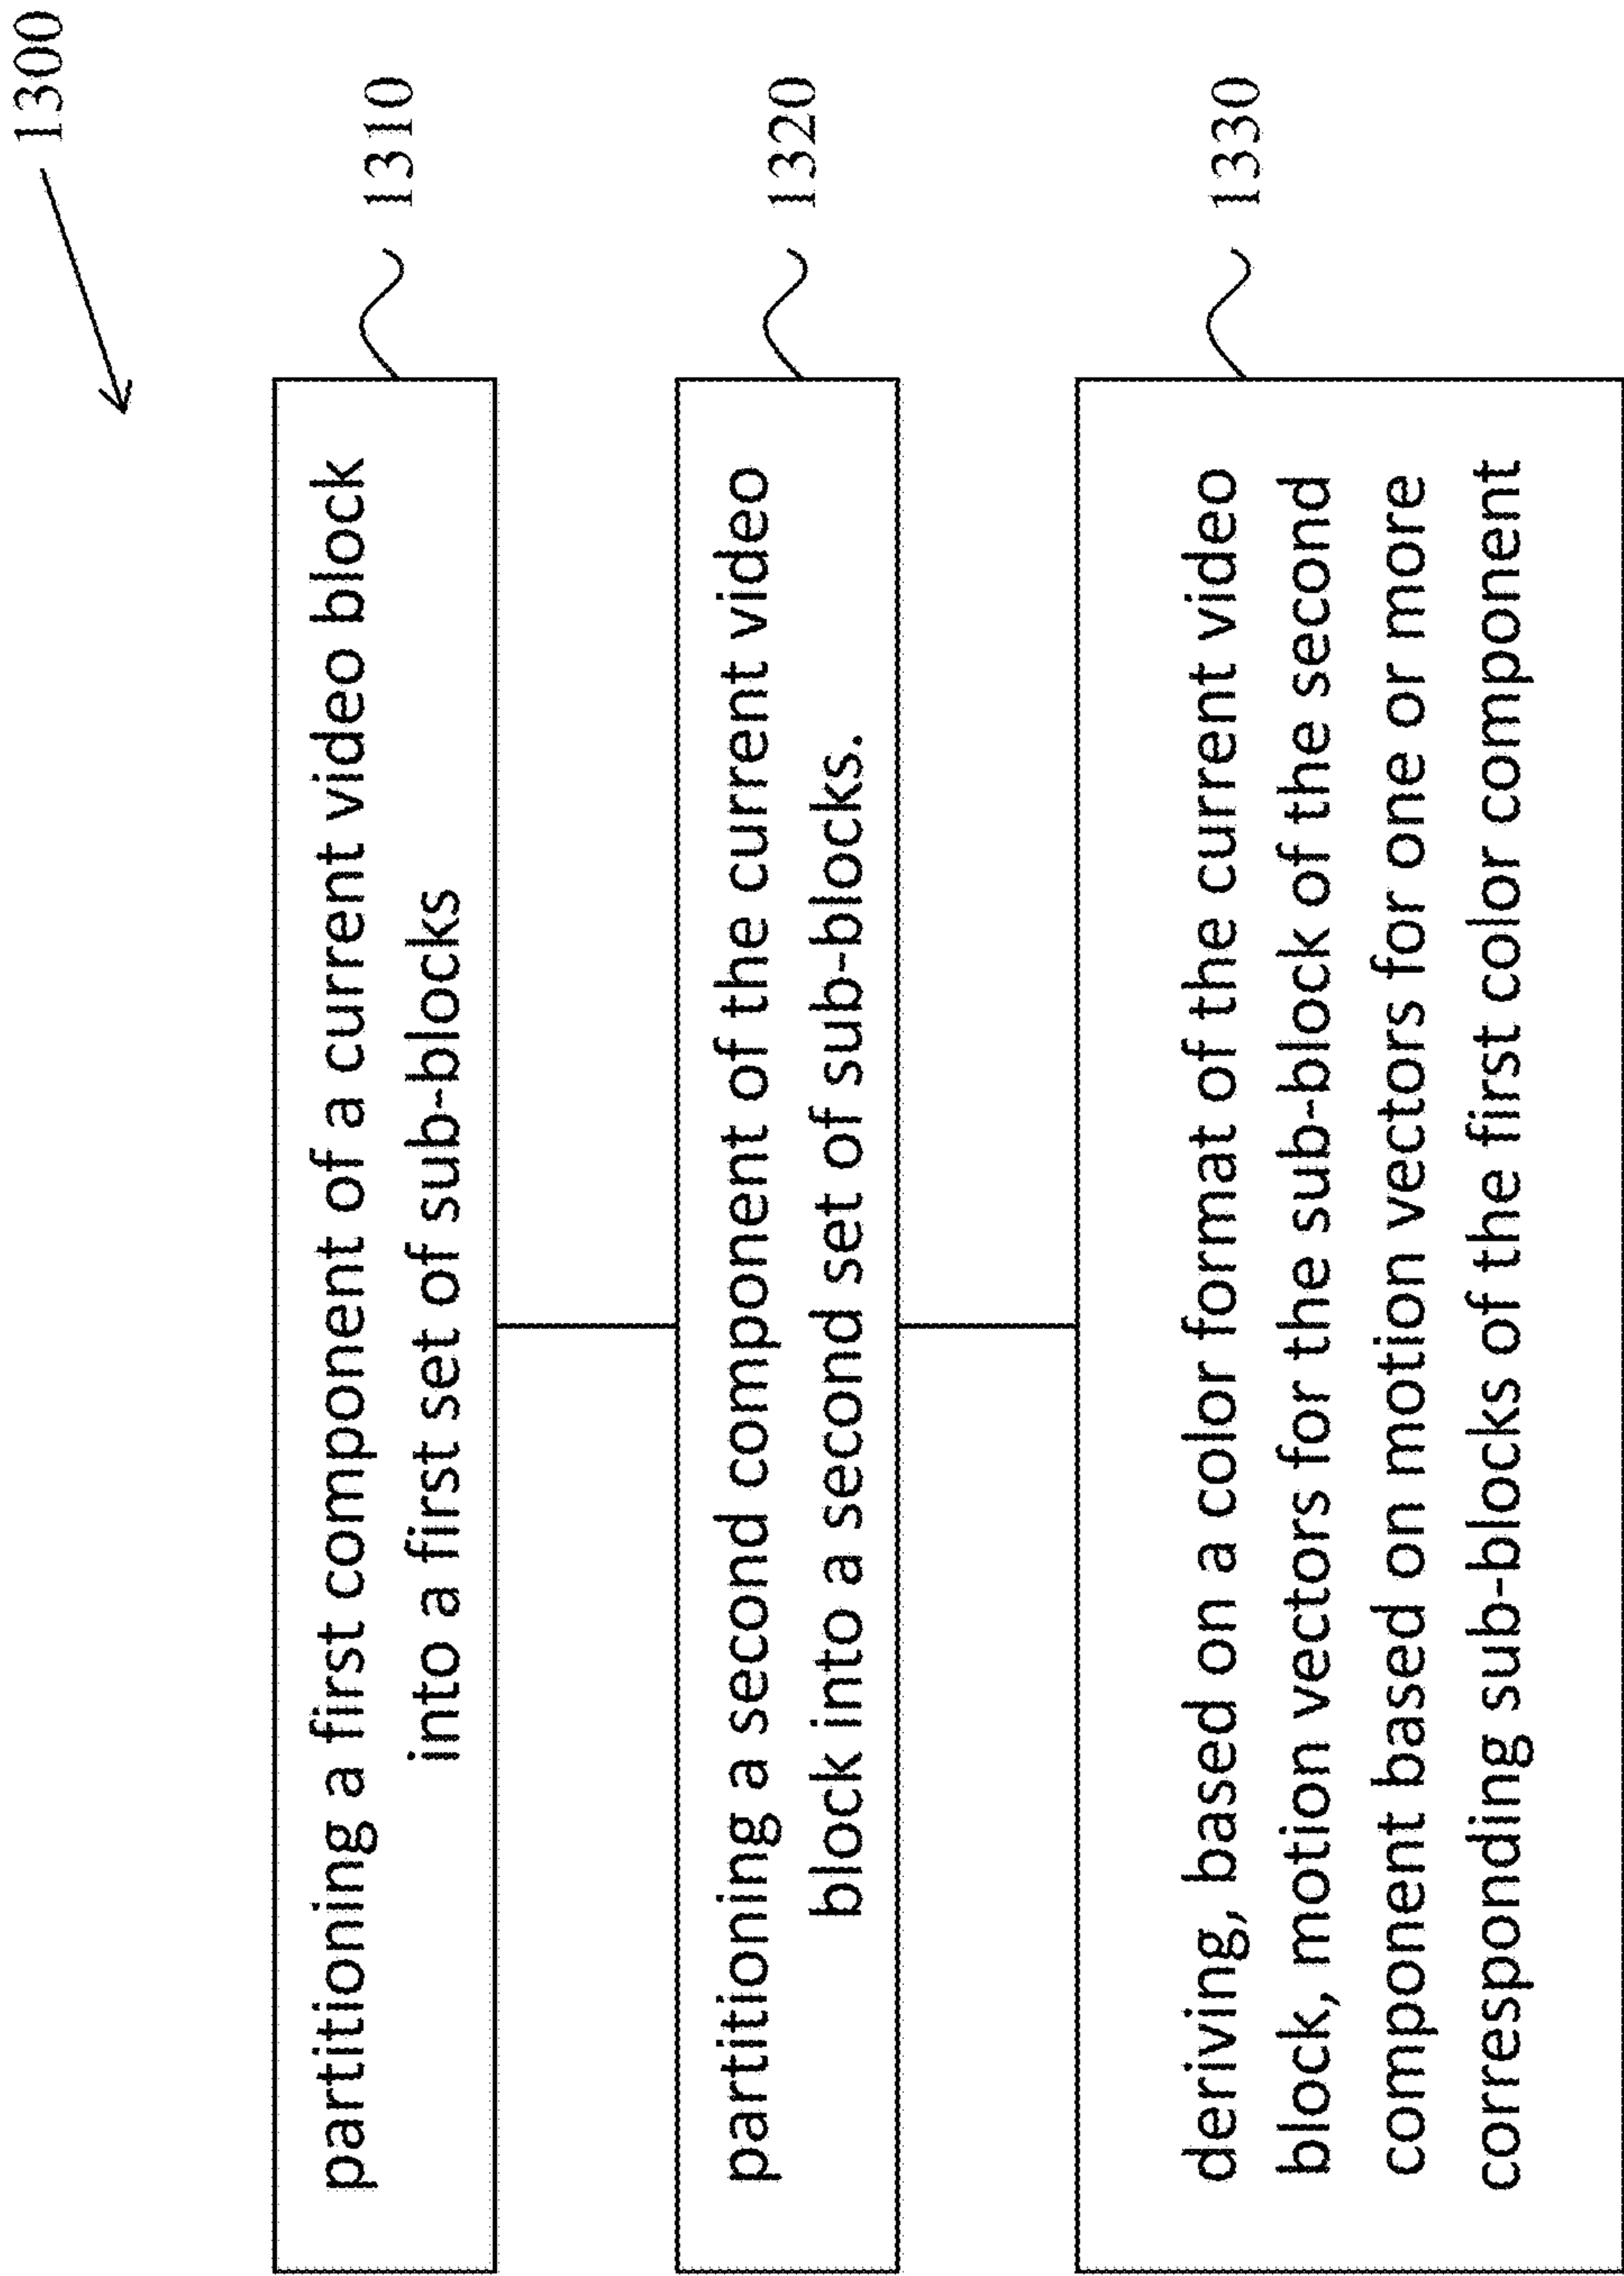 1300
partitioning a first component of a current video block
into a first set of sub-blocks
1310
partitioning a second component of the current video
block into a second set of sub-blocks.
1320
deriving, based on a color format of the current video
block, motion vectors for the sub-block of the second
component based on motion vectors for one or more
corresponding sub-blocks of the first color component
1330